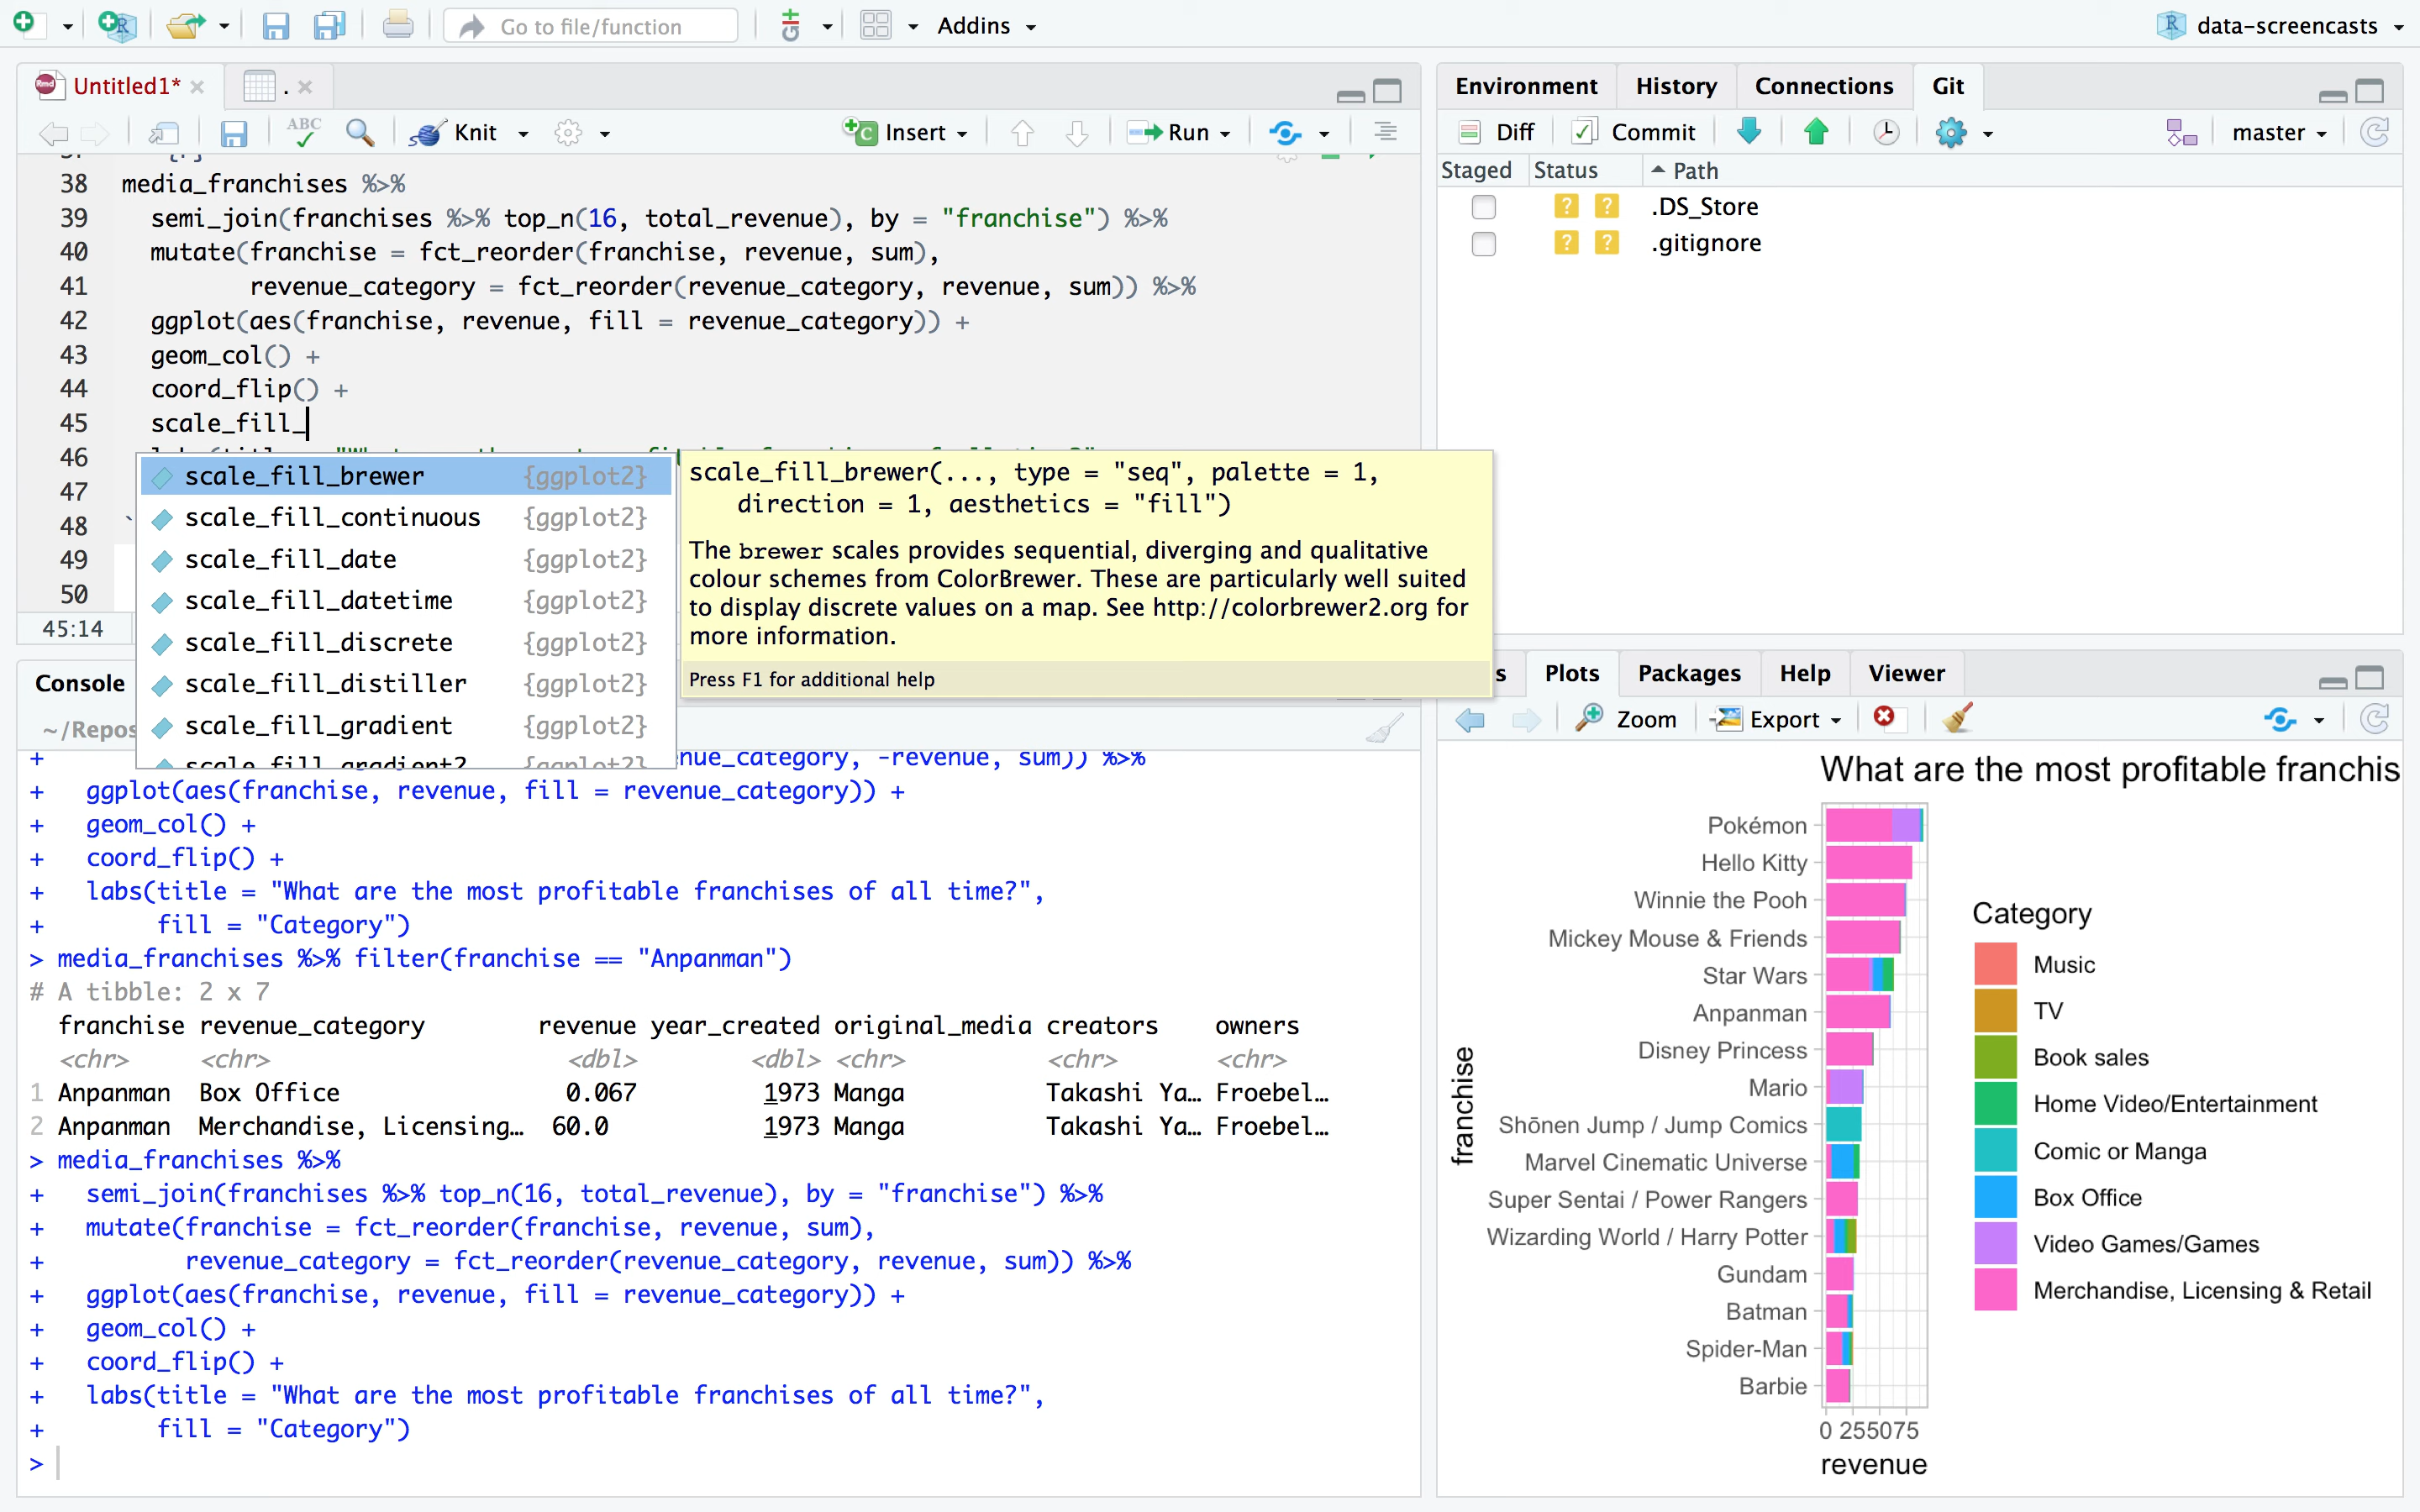 Go to file/function
Addins
data-screencasts
Untitled1*
.
ABC
Knit
Insert
Run
38 media_franchises %>%
39 semi_join(franchises %>% top_n(16, total_revenue), by = "franchise") %>%
40 mutate(franchise = fct_reorder(franchise, revenue, sum),
41 revenue_category = fct_reorder(revenue_category, revenue, sum)) %>%
42 ggplot(aes(franchise, revenue, fill = revenue_category)) +
43 geom_col() +
44 coord_flip() +
45 scale_fill_
46
47
48 `
49
50
45:14
scale_fill_brewer {ggplot2}
scale_fill_continuous {ggplot2}
scale_fill_date {ggplot2}
scale_fill_datetime {ggplot2}
scale_fill_discrete {ggplot2}
scale_fill_distiller {ggplot2}
scale_fill_gradient {ggplot2}
scale_fill_gradient2 {ggplot2}
scale_fill_brewer(..., type = "seq", palette = 1,
direction = 1, aesthetics = "fill")
The brewer scales provides sequential, diverging and qualitative
colour schemes from ColorBrewer. These are particularly well suited
to display discrete values on a map. See http://colorbrewer2.org for
more information.
Press F1 for additional help
Console
~/Repos
+ nue_category, -revenue, sum)) %>%
+ ggplot(aes(franchise, revenue, fill = revenue_category)) +
+ geom_col() +
+ coord_flip() +
+ labs(title = "What are the most profitable franchises of all time?",
+ fill = "Category")
> media_franchises %>% filter(franchise == "Anpanman")
# A tibble: 2 x 7
franchise revenue_category revenue year_created original_media creators owners
<chr> <chr> <dbl> <dbl> <chr> <chr> <chr>
1 Anpanman Box Office 0.067 1973 Manga Takashi Ya… Froebel…
2 Anpanman Merchandise, Licensing… 60.0 1973 Manga Takashi Ya… Froebel…
> media_franchises %>%
+ semi_join(franchises %>% top_n(16, total_revenue), by = "franchise") %>%
+ mutate(franchise = fct_reorder(franchise, revenue, sum),
+ revenue_category = fct_reorder(revenue_category, revenue, sum)) %>%
+ ggplot(aes(franchise, revenue, fill = revenue_category)) +
+ geom_col() +
+ coord_flip() +
+ labs(title = "What are the most profitable franchises of all time?",
+ fill = "Category")
>
Environment History Connections Git
Diff Commit master
Staged Status Path
? ? .DS_Store
? ? .gitignore
s Plots Packages Help Viewer
Zoom Export
What are the most profitable franchis
franchise
Pokémon
Hello Kitty
Winnie the Pooh
Mickey Mouse & Friends
Star Wars
Anpanman
Disney Princess
Mario
Shōnen Jump / Jump Comics
Marvel Cinematic Universe
Super Sentai / Power Rangers
Wizarding World / Harry Potter
Gundam
Batman
Spider-Man
Barbie
0 255075
revenue
Category
Music
TV
Book sales
Home Video/Entertainment
Comic or Manga
Box Office
Video Games/Games
Merchandise, Licensing & Retail